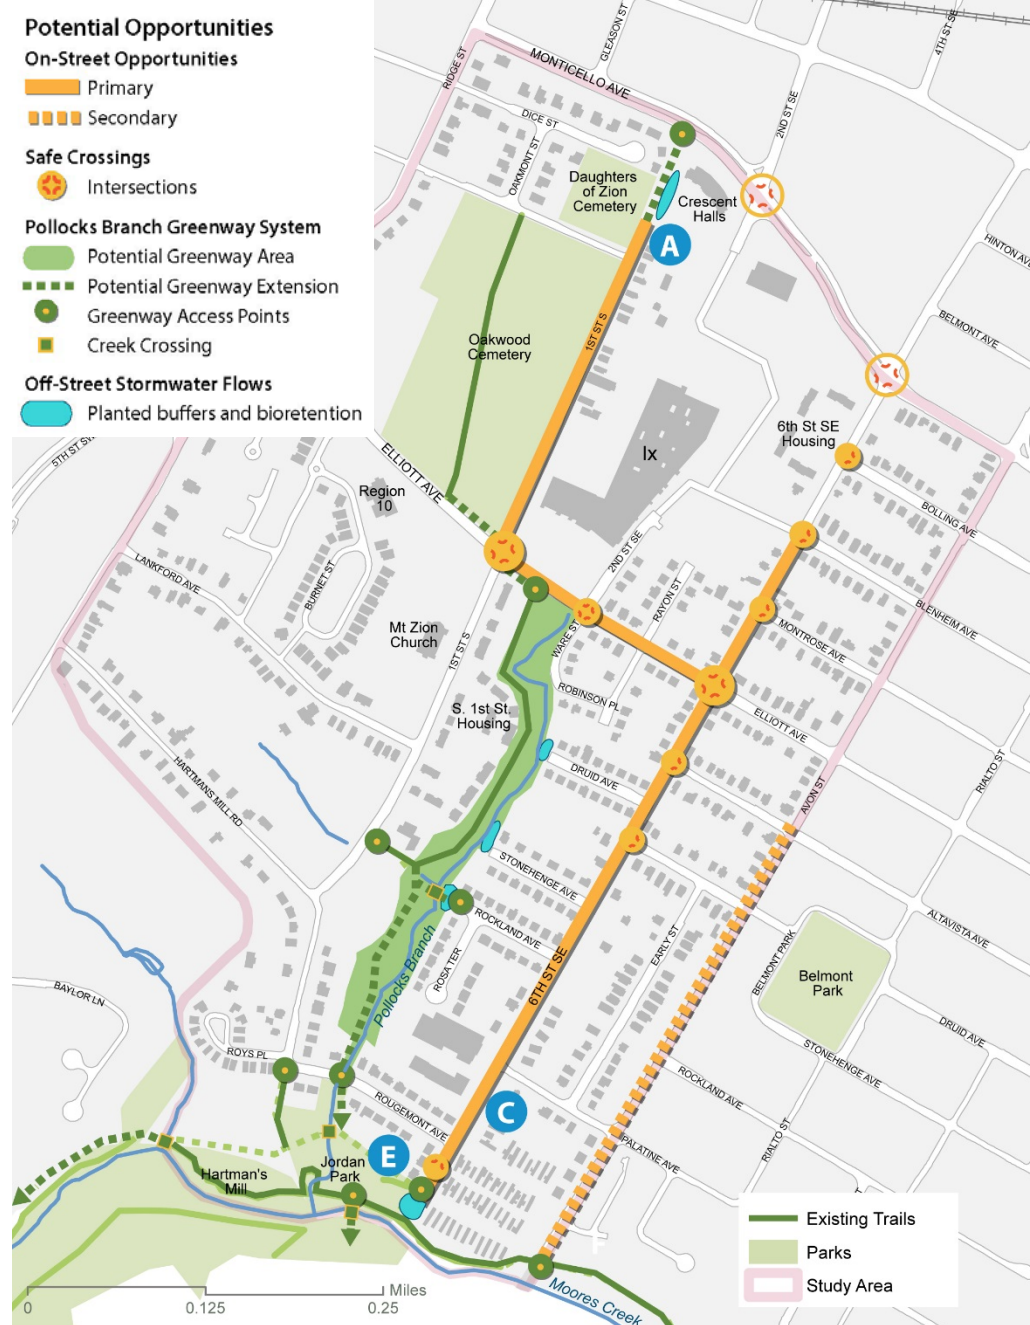 Potential Opportunities
On-Street Opportunities
Primary
Secondary
Safe Crossings
Intersections
Pollocks Branch Greenway System
Potential Greenway Area
Potential Greenway Extension
Greenway Access Points
Creek Crossing
Off-Street Stormwater Flows
Planted buffers and bioretention
RIDGE ST
GLEASON ST
4TH ST SE
MONTICELLO AVE
2ND ST SE
DICE ST
OAKMONT ST
Daughters
of Zion
Cemetery
Crescent
Halls
A
HINTON AVE
BELMONT AVE
1ST ST S
Oakwood
Cemetery
Ix
6th St SE
Housing
5TH ST SW
ELLIOTT AVE
Region
10
BOLLING AVE
2ND ST SE
LANKFORD AVE
BURNET ST
RAYON ST
BLENHEIM AVE
MONTROSE AVE
Mt Zion
Church
1ST ST S
WARE ST
ROBINSON PL
S. 1st St.
Housing
ELLIOTT AVE
DRUID AVE
RIALTO ST
AVON ST
HARTMANS MILL RD
STONEHENGE AVE
ROCKLAND AVE
ALTAVISTA AVE
EARLY ST
BELMONT PARK
Belmont
Park
ROSA TER
Pollocks Branch
6TH ST SE
BAYLOR LN
DRUID AVE
STONEHENGE AVE
ROYS PL
ROCKLAND AVE
ROUGEMONT AVE
C
RIALTO ST
PALATINE AVE
E
Jordan
Park
Hartman's
Mill
F
Existing Trails
Parks
Study Area
Moores Creek
Miles
0
0.125
0.25